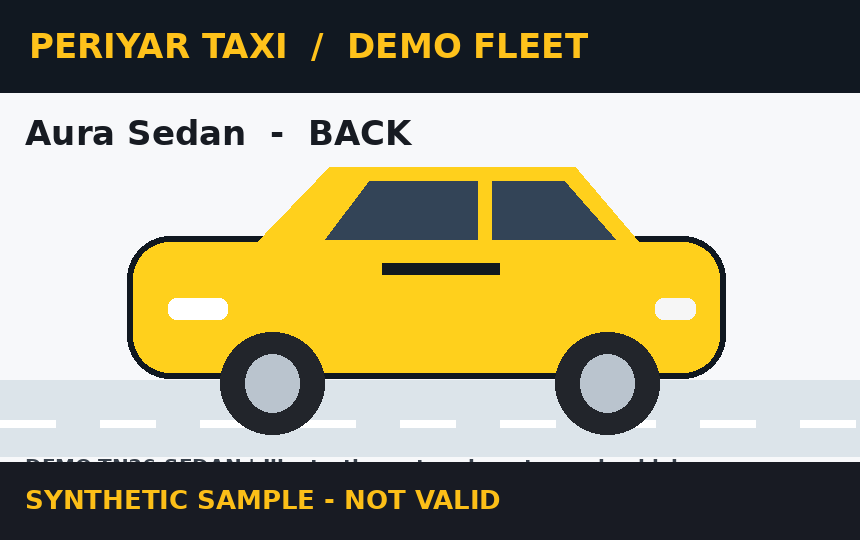 PERIYAR TAXI / DEMO FLEET
Aura Sedan - BACK
SYNTHETIC SAMPLE - NOT VALID